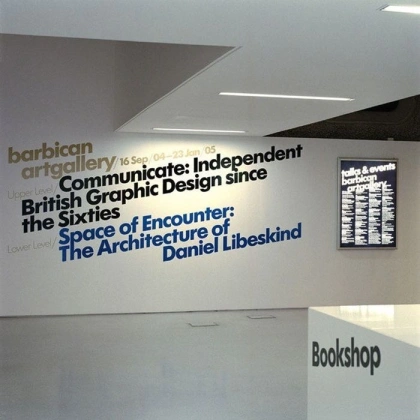 barbican
artgallery/16 Sep/04–23 Jan/05
Upper Level/Communicate: Independent
British Graphic Design since
the Sixties
Lower Level/Space of Encounter:
The Architecture of
Daniel Libeskind
talks & events
barbican
artgallery
Bookshop